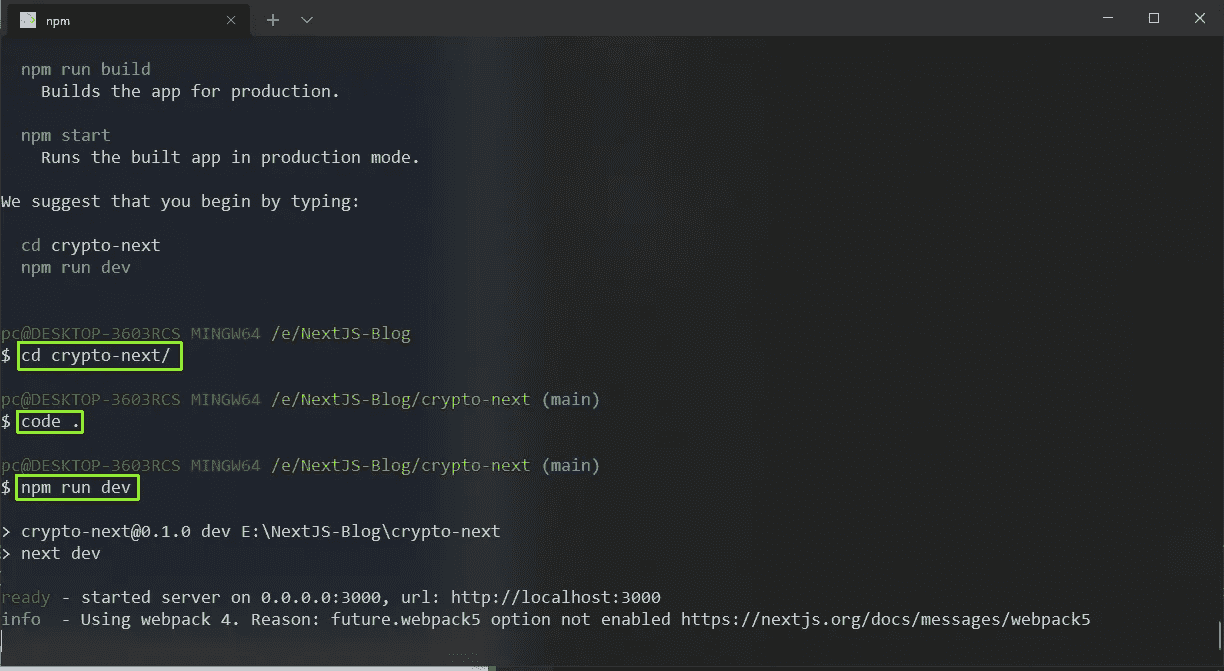 npm
npm run build
Builds the app for production.
npm start
Runs the built app in production mode.
We suggest that you begin by typing:
cd crypto-next
npm run dev
pc@DESKTOP-3603RCS MINGW64 /e/NextJS-Blog
$ cd crypto-next/
pc@DESKTOP-3603RCS MINGW64 /e/NextJS-Blog/crypto-next (main)
$ code .
pc@DESKTOP-3603RCS MINGW64 /e/NextJS-Blog/crypto-next (main)
$ npm run dev
> crypto-next@0.1.0 dev E:\NextJS-Blog\crypto-next
> next dev
ready - started server on 0.0.0.0:3000, url: http://localhost:3000
info  - Using webpack 4. Reason: future.webpack5 option not enabled https://nextjs.org/docs/messages/webpack5